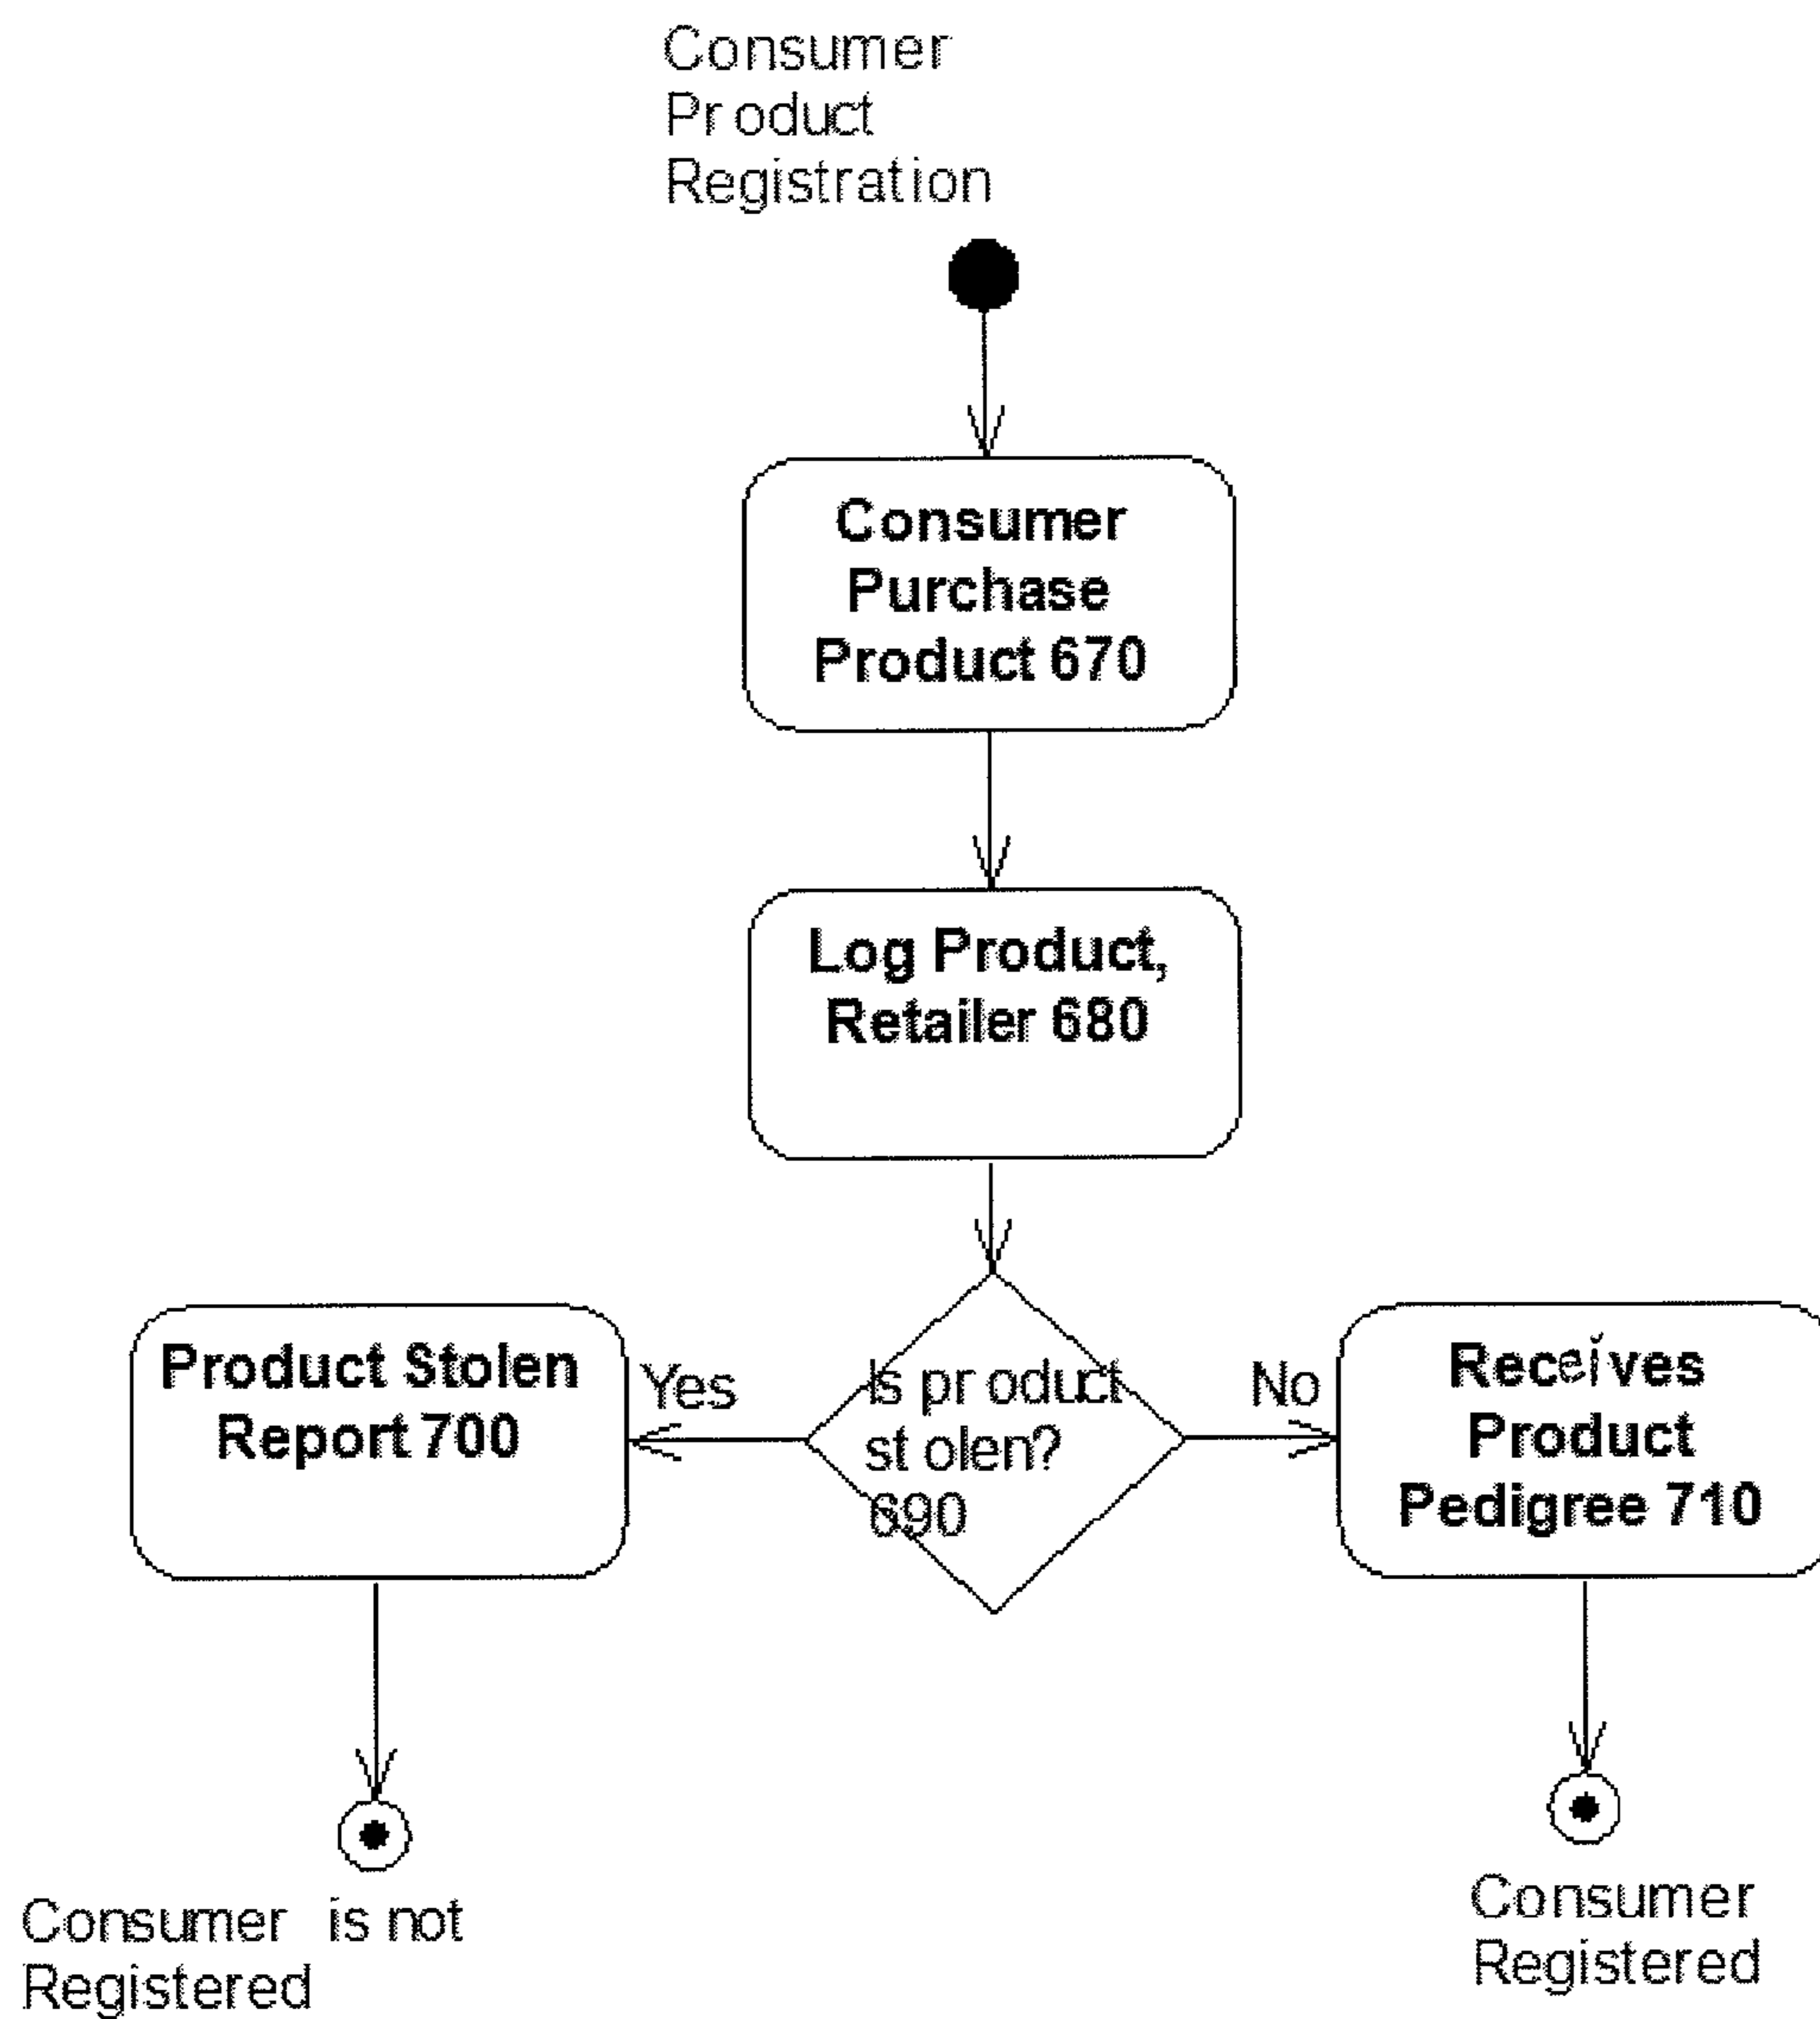 Consumer
Product
Registration
Consumer
Purchase
Product 670
Log Product,
Retailer 680
Is product
stolen?
690
Yes
No
Product Stolen
Report 700
Receives
Product
Pedigree 710
Consumer is not
Registered
Consumer
Registered